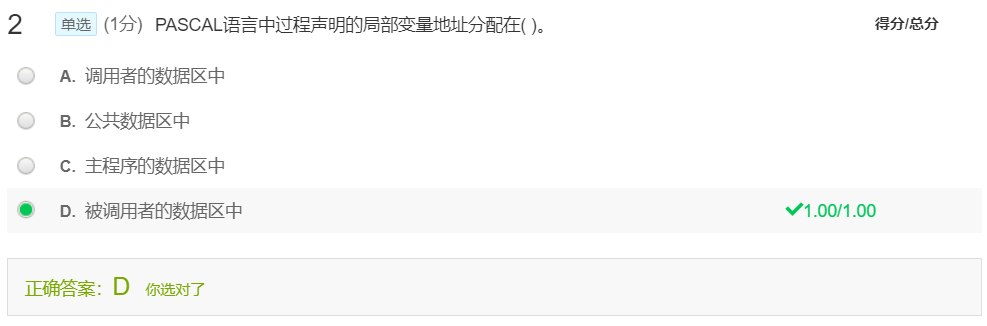 2 单选 (1分) PASCAL语言中过程声明的局部变量地址分配在( )。 得分/总分
A. 调用者的数据区中
B. 公共数据区中
C. 主程序的数据区中
D. 被调用者的数据区中 1.00/1.00
正确答案：D 你选对了